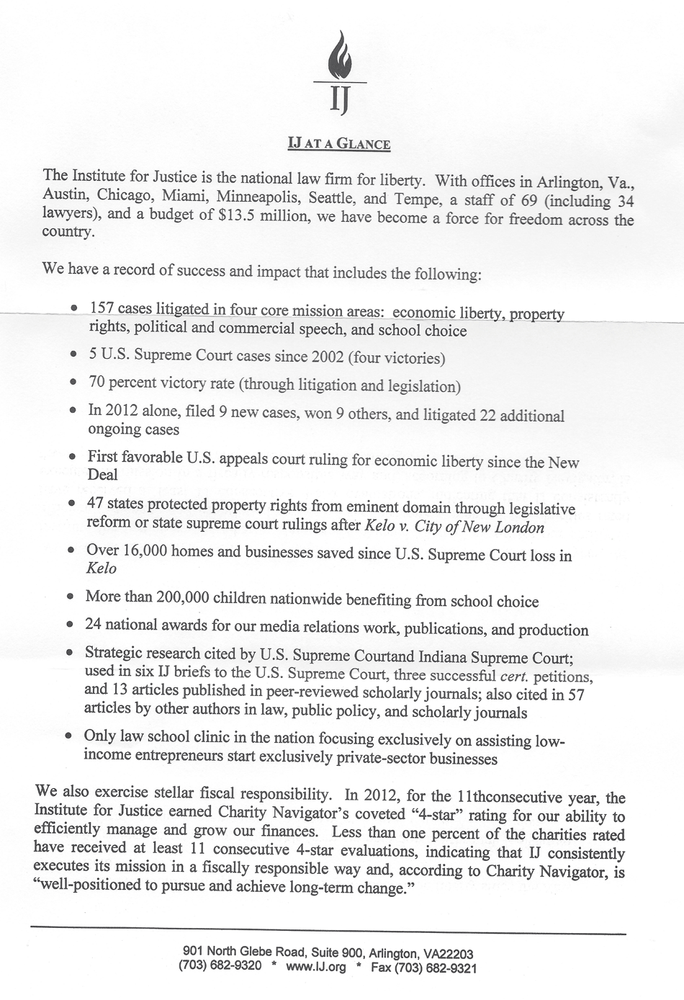 IJ
IJ AT A GLANCE
The Institute for Justice is the national law firm for liberty.  With offices in Arlington, Va.,
Austin, Chicago, Miami, Minneapolis, Seattle, and Tempe, a staff of 69 (including 34
lawyers), and a budget of $13.5 million, we have become a force for freedom across the
country.
We have a record of success and impact that includes the following:
• 157 cases litigated in four core mission areas:  economic liberty, property
rights, political and commercial speech, and school choice
• 5 U.S. Supreme Court cases since 2002 (four victories)
• 70 percent victory rate (through litigation and legislation)
• In 2012 alone, filed 9 new cases, won 9 others, and litigated 22 additional
ongoing cases
• First favorable U.S. appeals court ruling for economic liberty since the New
Deal
• 47 states protected property rights from eminent domain through legislative
reform or state supreme court rulings after Kelo v. City of New London
• Over 16,000 homes and businesses saved since U.S. Supreme Court loss in
Kelo
• More than 200,000 children nationwide benefiting from school choice
• 24 national awards for our media relations work, publications, and production
• Strategic research cited by U.S. Supreme Courtand Indiana Supreme Court;
used in six IJ briefs to the U.S. Supreme Court, three successful cert. petitions,
and 13 articles published in peer-reviewed scholarly journals; also cited in 57
articles by other authors in law, public policy, and scholarly journals
• Only law school clinic in the nation focusing exclusively on assisting low-
income entrepreneurs start exclusively private-sector businesses
We also exercise stellar fiscal responsibility.  In 2012, for the 11thconsecutive year, the
Institute for Justice earned Charity Navigator's coveted “4-star” rating for our ability to
efficiently manage and grow our finances.  Less than one percent of the charities rated
have received at least 11 consecutive 4-star evaluations, indicating that IJ consistently
executes its mission in a fiscally responsible way and, according to Charity Navigator, is
“well-positioned to pursue and achieve long-term change.”
901 North Glebe Road, Suite 900, Arlington, VA22203
(703) 682-9320  *  www.IJ.org  *  Fax (703) 682-9321